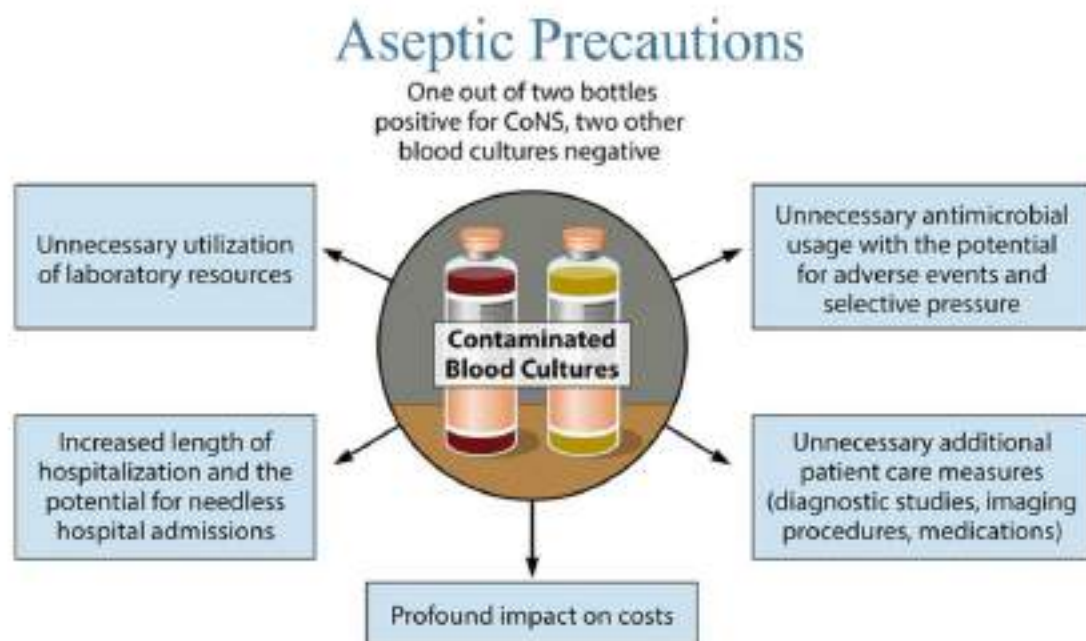 Aseptic Precautions
One out of two bottles
positive for CoNS, two other
blood cultures negative
Unnecessary utilization
of laboratory resources
Unnecessary antimicrobial
usage with the potential
for adverse events and
selective pressure
Contaminated
Blood Cultures
Increased length of
hospitalization and the
potential for needless
hospital admissions
Unnecessary additional
patient care measures
(diagnostic studies, imaging
procedures, medications)
Profound impact on costs